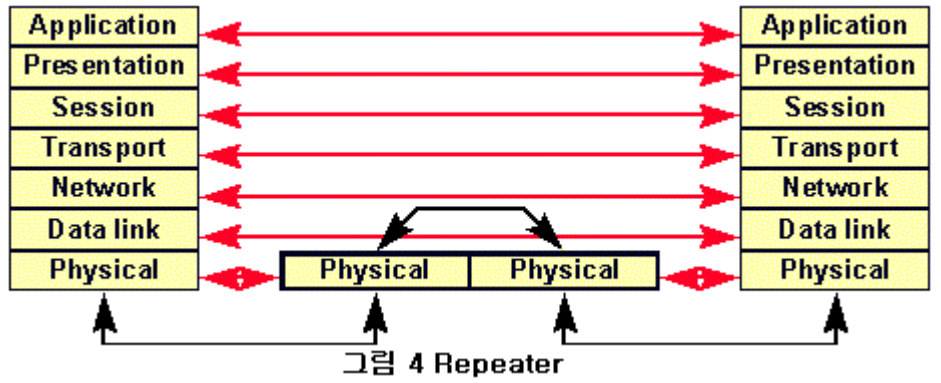 Application Application
Presentation Presentation
Session Session
Transport Transport
Network Network
Data link Data link
Physical Physical Physical Physical
그림 4 Repeater